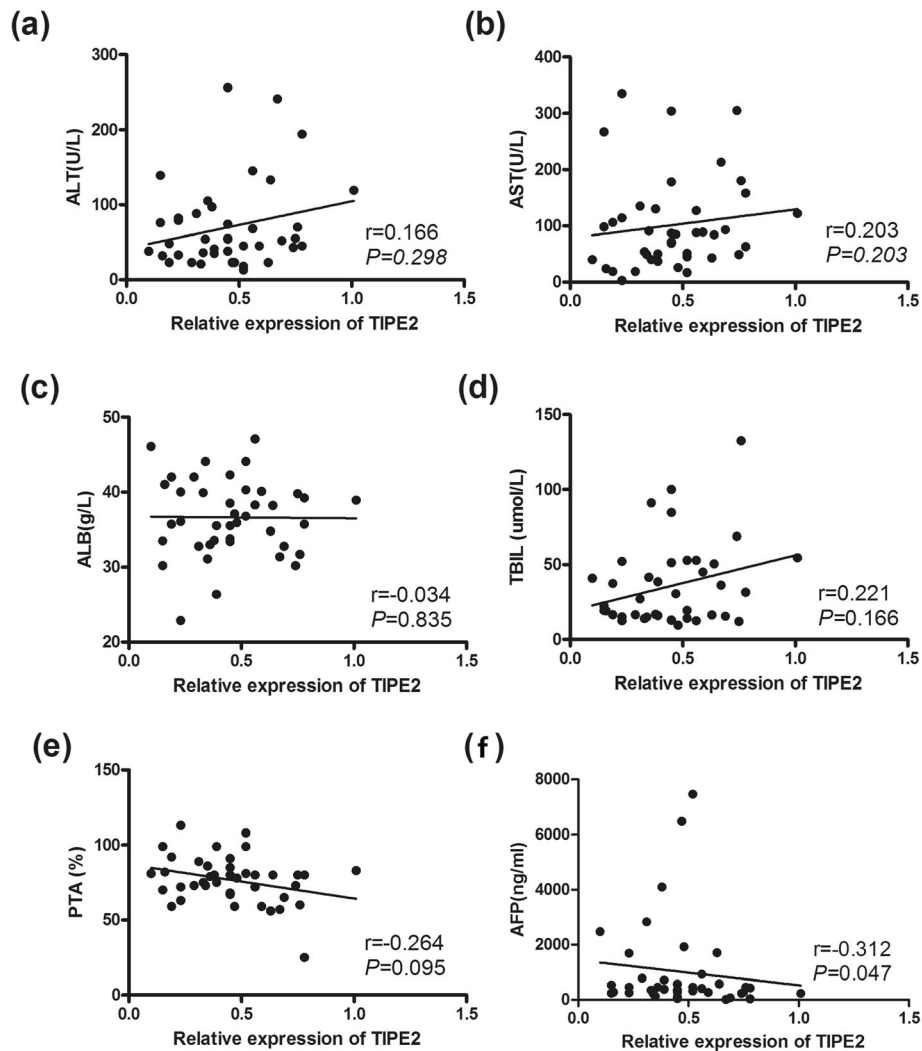 (a)
ALT(U/L)
300
200
100
0
0.0 0.5 1.0 1.5
r=0.166
P=0.298
Relative expression of TIPE2
(b)
AST(U/L)
400
300
200
100
0
0.0 0.5 1.0 1.5
r=0.203
P=0.203
Relative expression of TIPE2
(c)
ALB(g/L)
50
40
30
20
0.0 0.5 1.0 1.5
r=-0.034
P=0.835
Relative expression of TIPE2
(d)
TBIL (umol/L)
150
100
50
0
0.0 0.5 1.0 1.5
r=0.221
P=0.166
Relative expression of TIPE2
(e)
PTA (%)
150
100
50
0
0.0 0.5 1.0 1.5
r=-0.264
P=0.095
Relative expression of TIPE2
(f)
AFP(ng/ml)
8000
6000
4000
2000
0
0.0 0.5 1.0 1.5
r=-0.312
P=0.047
Relative expression of TIPE2